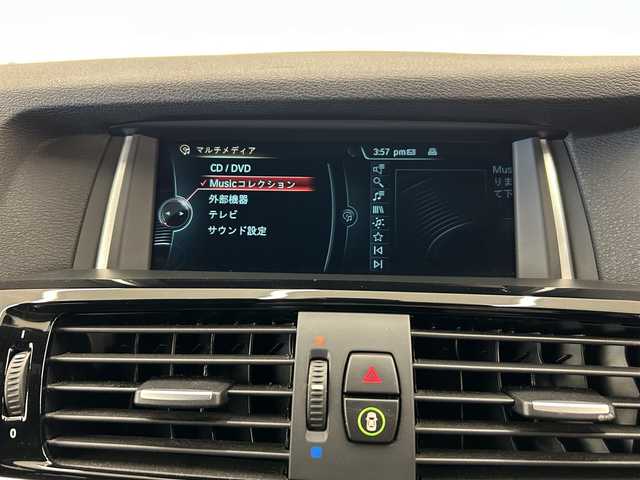 マルチメディア
3:57 pm
CD / DVD
Musicコレクション
外部機器
テレビ
サウンド設定
Mus
りま
て下
0